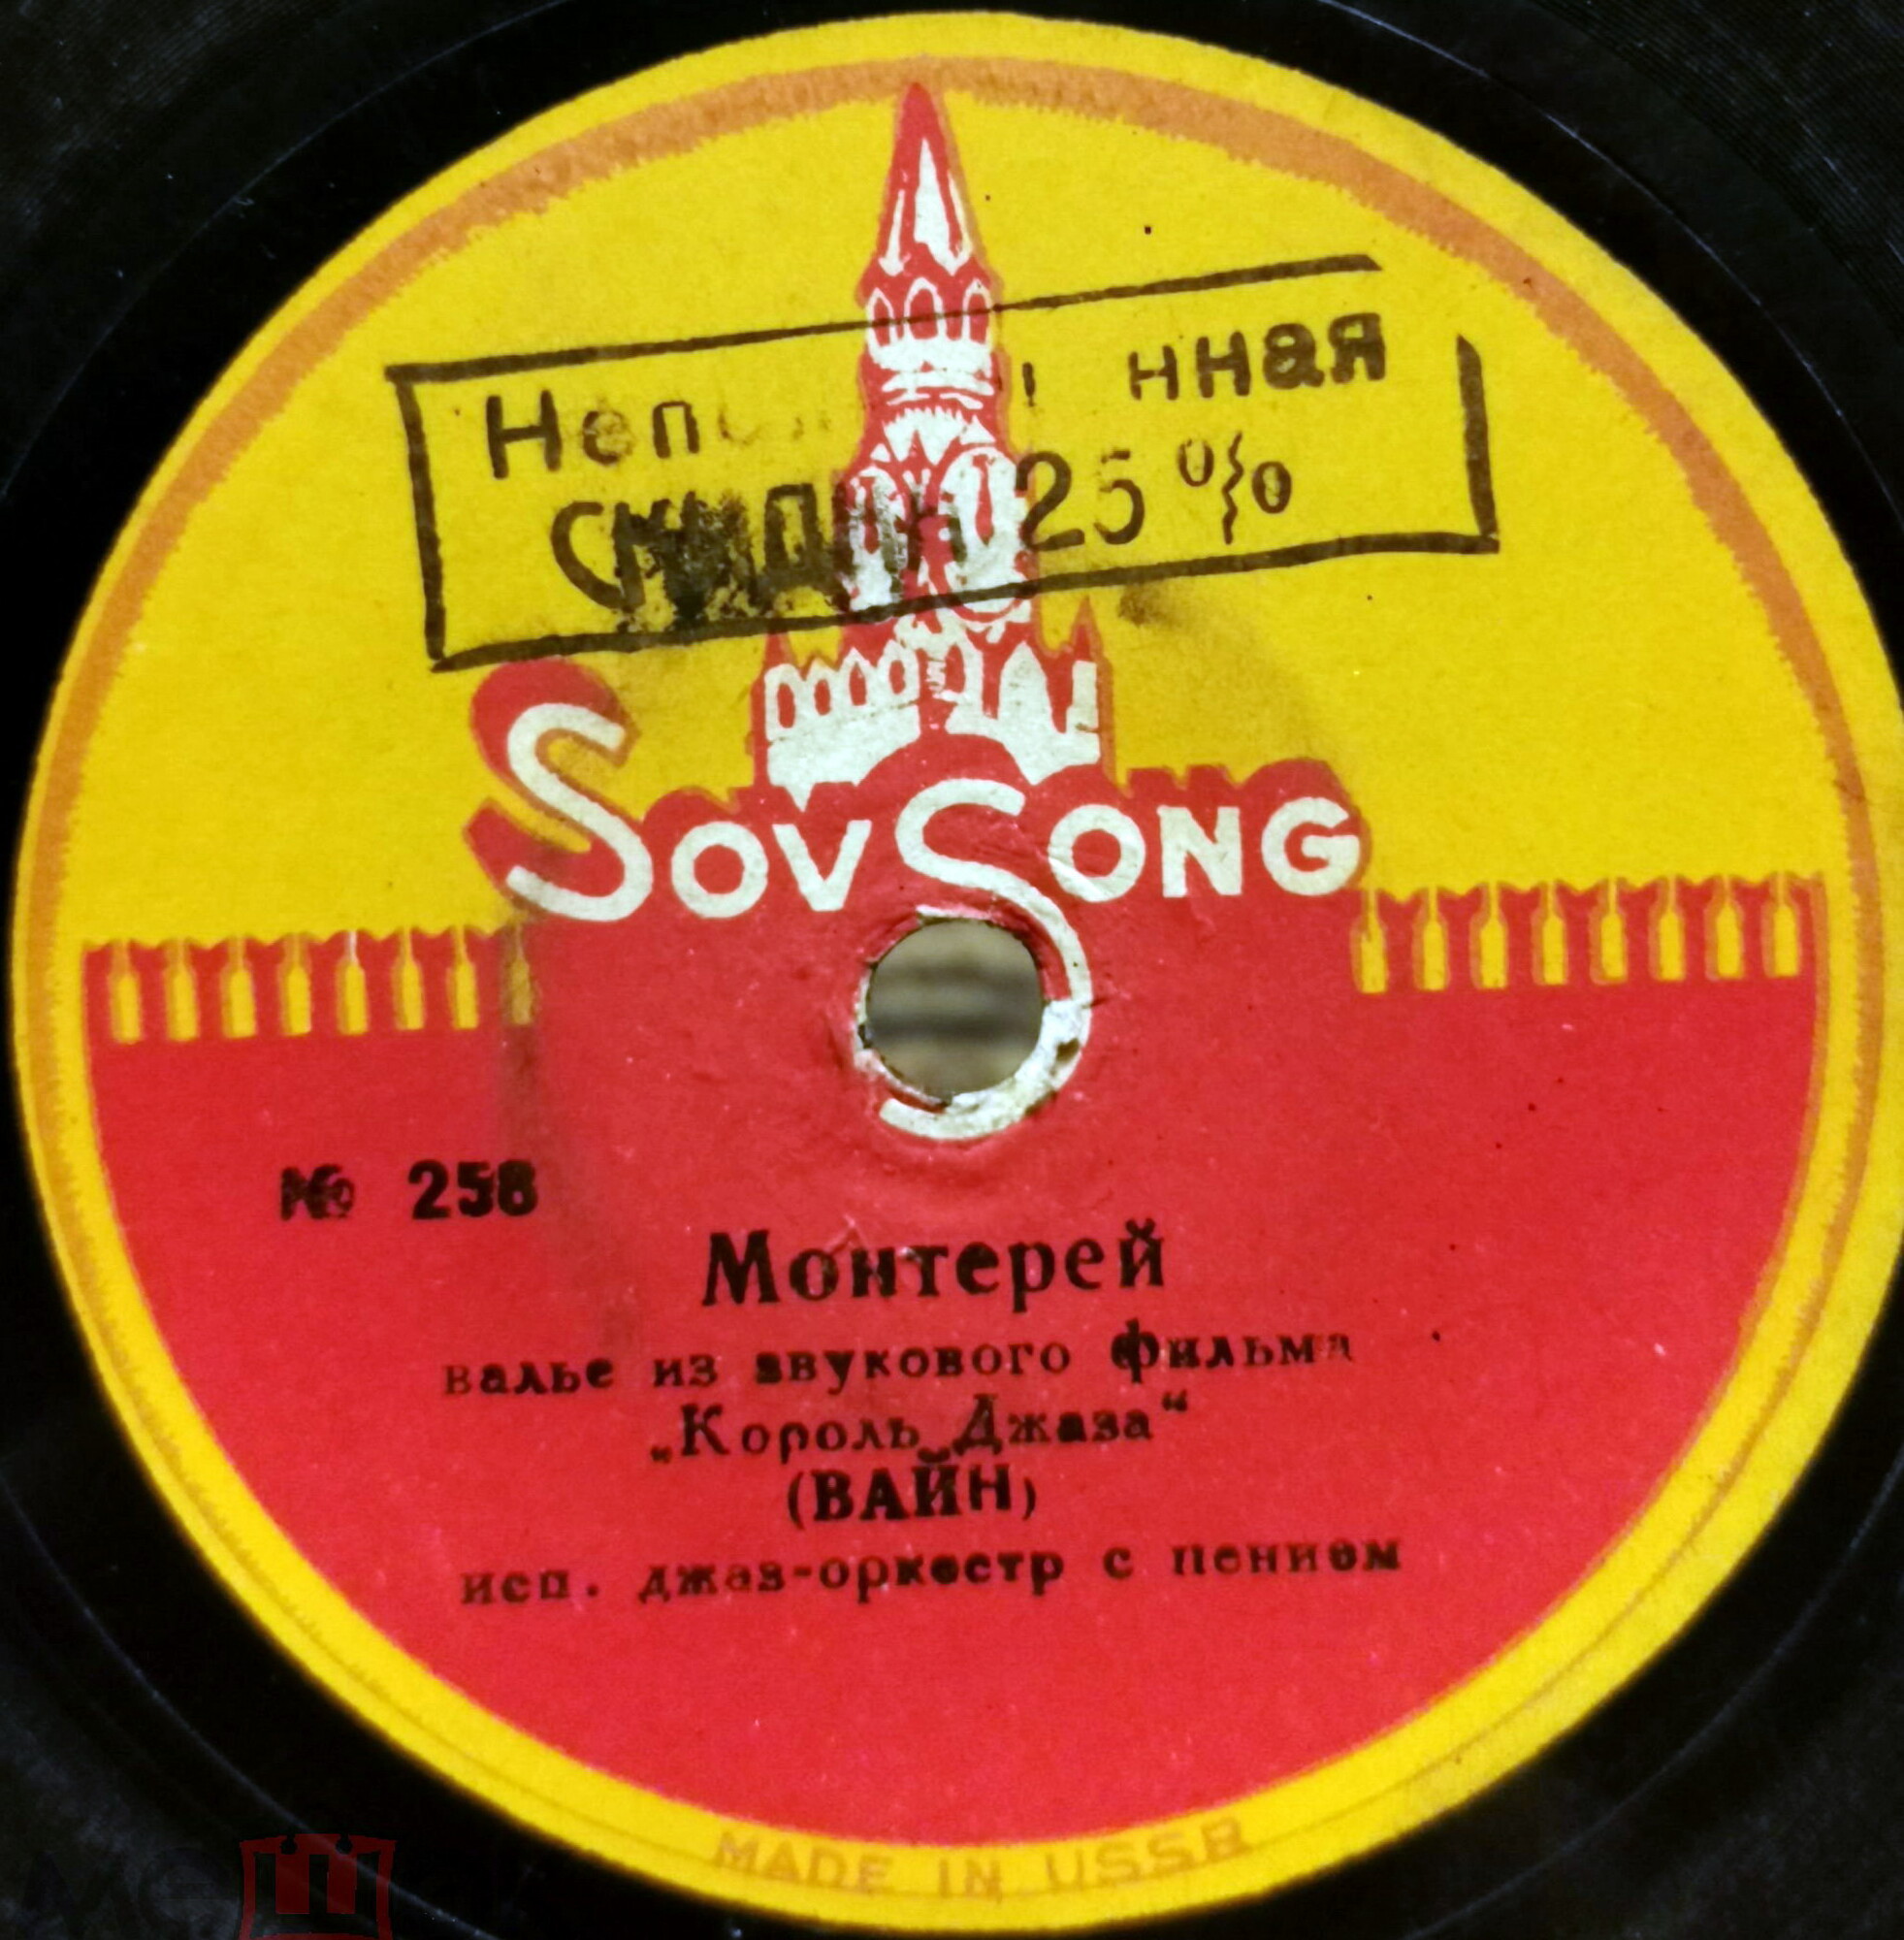 скидка 25%
SOVSONG
№ 258
Монтерей
вальс из звукового фильма
„Король Джаза“
(ВАЙН)
исп. джаз-оркестр с пением
MADE IN USSR